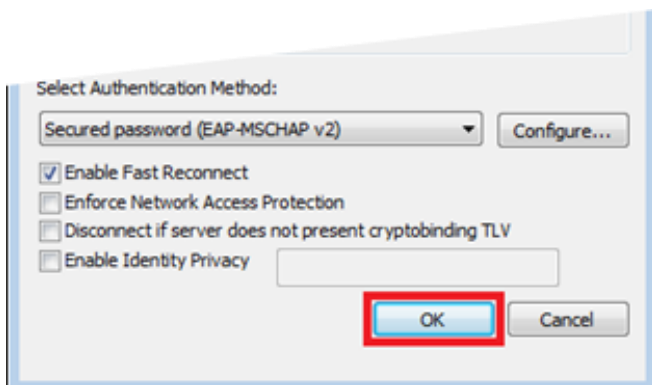 Select Authentication Method:
Secured password (EAP-MSCHAP v2) Configure...
Enable Fast Reconnect
Enforce Network Access Protection
Disconnect if server does not present cryptobinding TLV
Enable Identity Privacy
OK Cancel